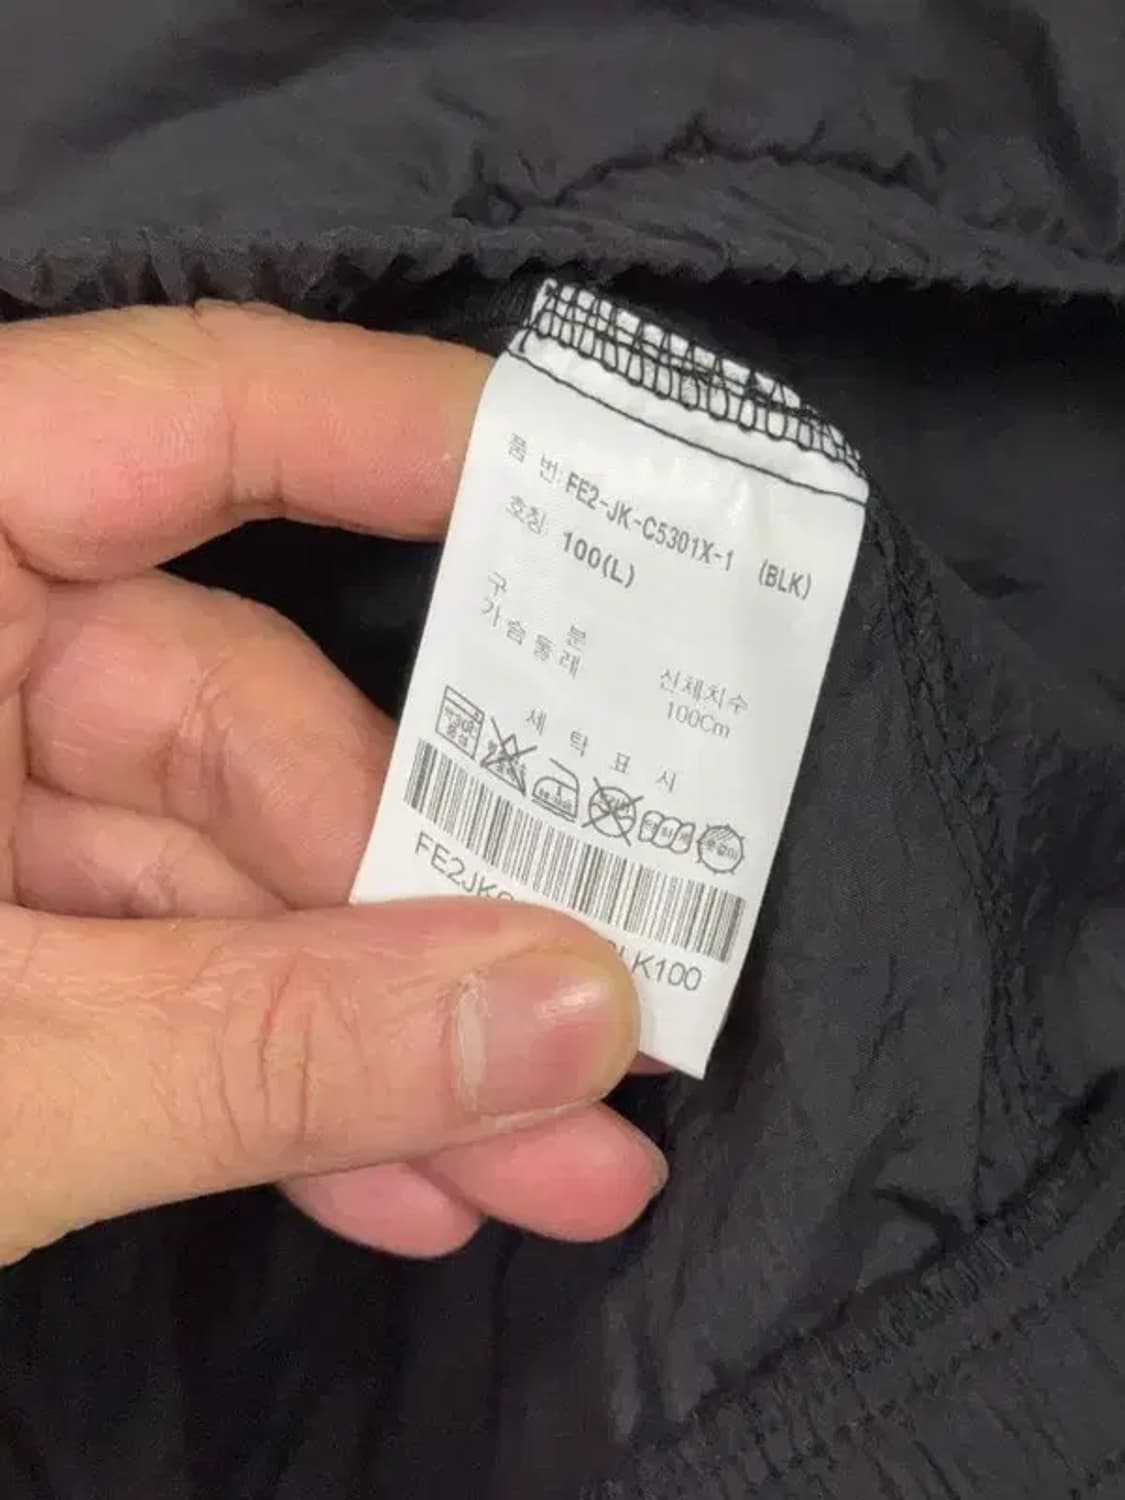 품 번: FE2-JK-C5301X-1 (BLK)
호칭: 100(L)
구 분 신체치수
가슴둘레 100Cm
세 탁 표 시
FE2JK
LK100